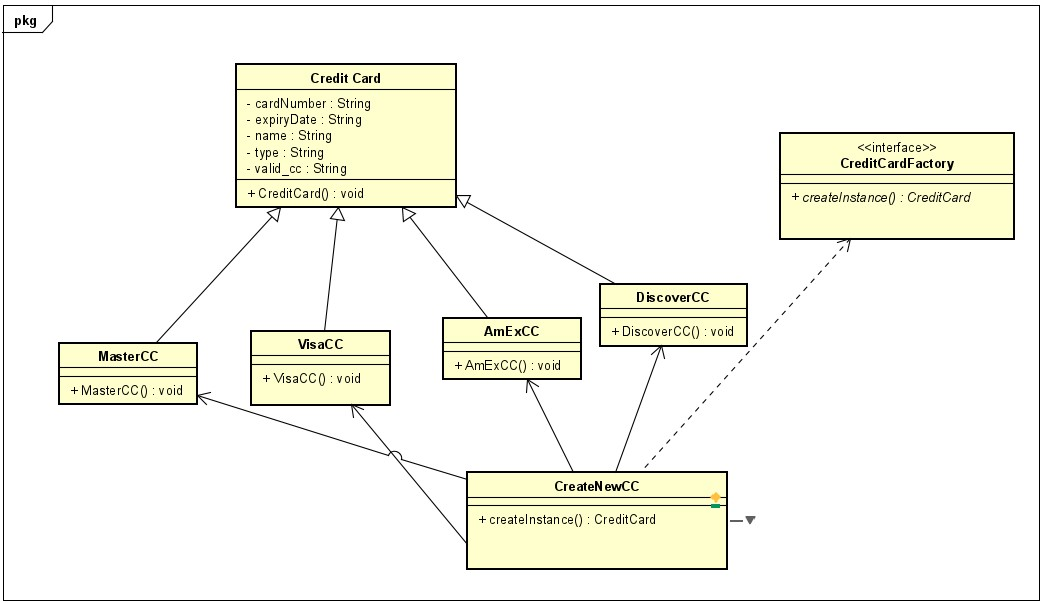 pkg
Credit Card
- cardNumber : String
- expiryDate : String
- name : String
- type : String
- valid_cc : String
+ CreditCard() : void
<<interface>>
CreditCardFactory
+ createInstance() : CreditCard
DiscoverCC
+ DiscoverCC() : void
AmExCC
+ AmExCC() : void
VisaCC
+ VisaCC() : void
MasterCC
+ MasterCC() : void
CreateNewCC
+ createInstance() : CreditCard